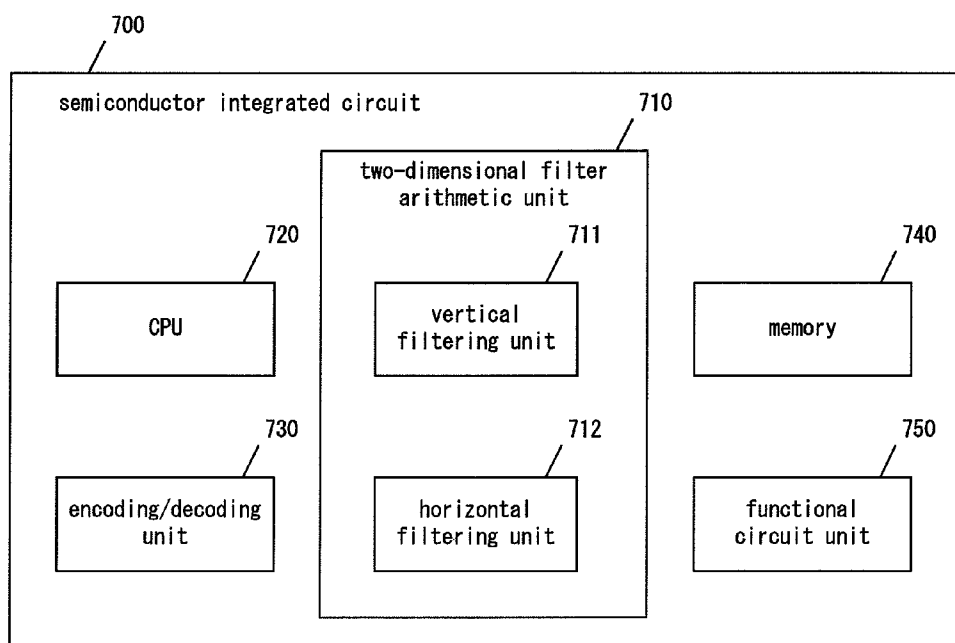 700
semiconductor integrated circuit
710
two-dimensional filter
arithmetic unit
720
711
740
CPU
vertical
filtering unit
memory
730
712
750
encoding/decoding
unit
horizontal
filtering unit
functional
circuit unit